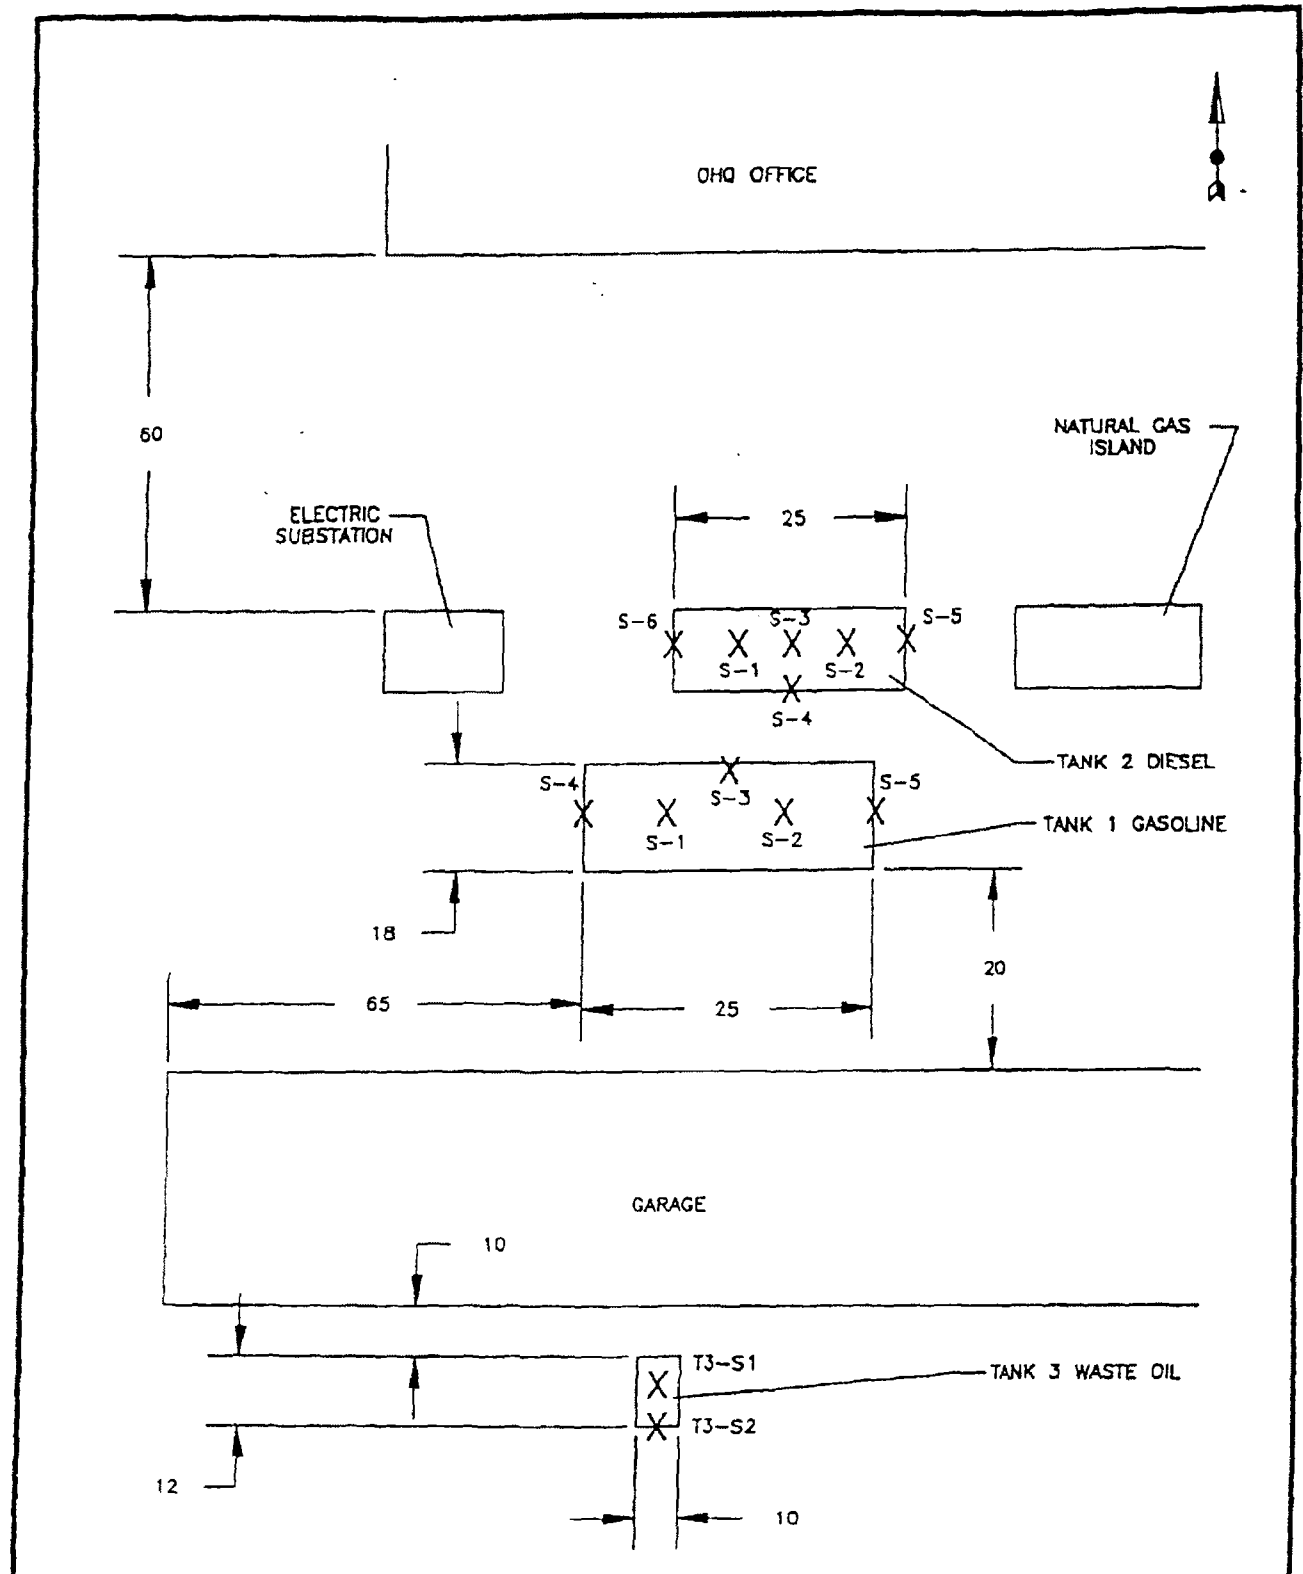 OHQ OFFICE
60
NATURAL GAS
ISLAND
ELECTRIC
SUBSTATION
25
S-6
S-3
S-5
S-1
S-2
S-4
TANK 2 DIESEL
S-4
S-3
S-5
S-1
S-2
TANK 1 GASOLINE
18
20
65
25
GARAGE
10
T3-S1
TANK 3 WASTE OIL
T3-S2
12
10